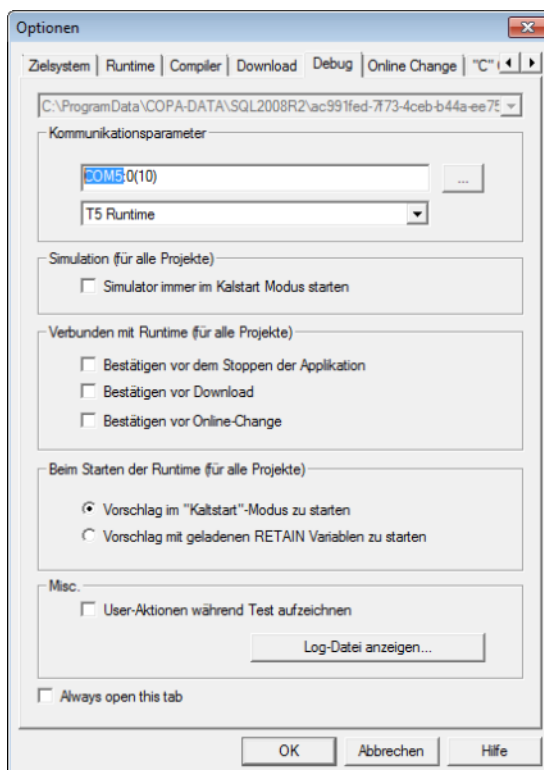 Optionen
Zielsystem Runtime Compiler Download Debug Online Change "C"
C:\ProgramData\COPA-DATA\SQL2008R2\ac991fed-7f73-4ceb-b44a-ee75
Kommunikationsparameter
COM5:0(10)
...
T5 Runtime
Simulation (für alle Projekte)
Simulator immer im Kalstart Modus starten
Verbunden mit Runtime (für alle Projekte)
Bestätigen vor dem Stoppen der Applikation
Bestätigen vor Download
Bestätigen vor Online-Change
Beim Starten der Runtime (für alle Projekte)
Vorschlag im "Kaltstart"-Modus zu starten
Vorschlag mit geladenen RETAIN Variablen zu starten
Misc.
User-Aktionen während Test aufzeichnen
Log-Datei anzeigen...
Always open this tab
OK Abbrechen Hilfe